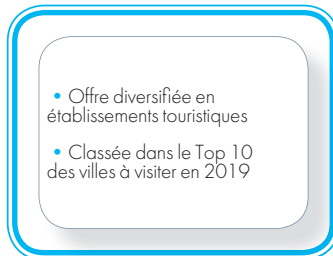 • Offre diversifiée en
établissements touristiques
• Classée dans le Top 10
des villes à visiter en 2019